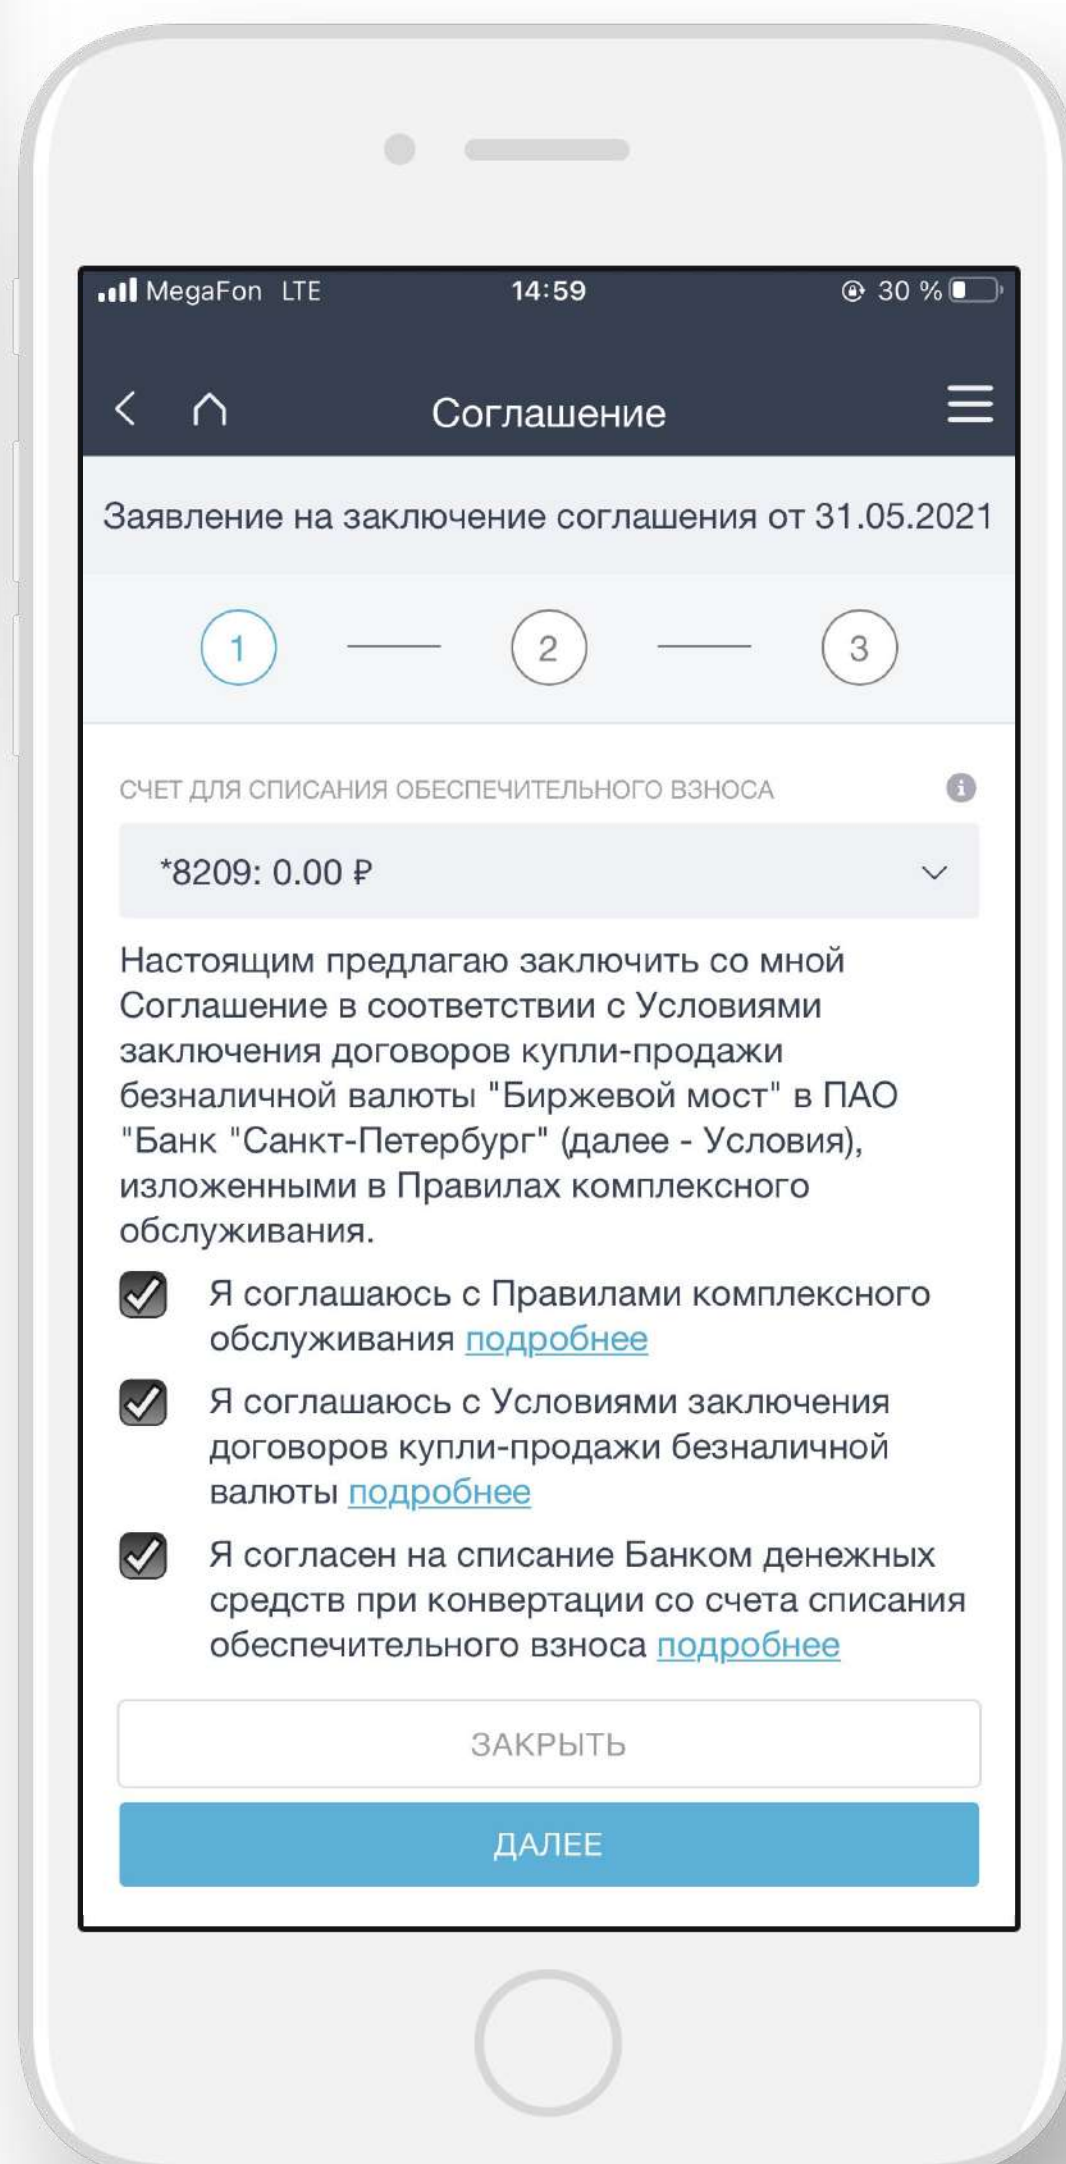 MegaFon LTE 14:59 30 %
Соглашение
Заявление на заключение соглашения от 31.05.2021
1 2 3
СЧЕТ ДЛЯ СПИСАНИЯ ОБЕСПЕЧИТЕЛЬНОГО ВЗНОСА
*8209: 0.00 ₽
Настоящим предлагаю заключить со мной
Соглашение в соответствии с Условиями
заключения договоров купли-продажи
безналичной валюты "Биржевой мост" в ПАО
"Банк "Санкт-Петербург" (далее - Условия),
изложенными в Правилах комплексного
обслуживания.
Я соглашаюсь с Правилами комплексного
обслуживания подробнее
Я соглашаюсь с Условиями заключения
договоров купли-продажи безналичной
валюты подробнее
Я согласен на списание Банком денежных
средств при конвертации со счета списания
обеспечительного взноса подробнее
ЗАКРЫТЬ
ДАЛЕЕ